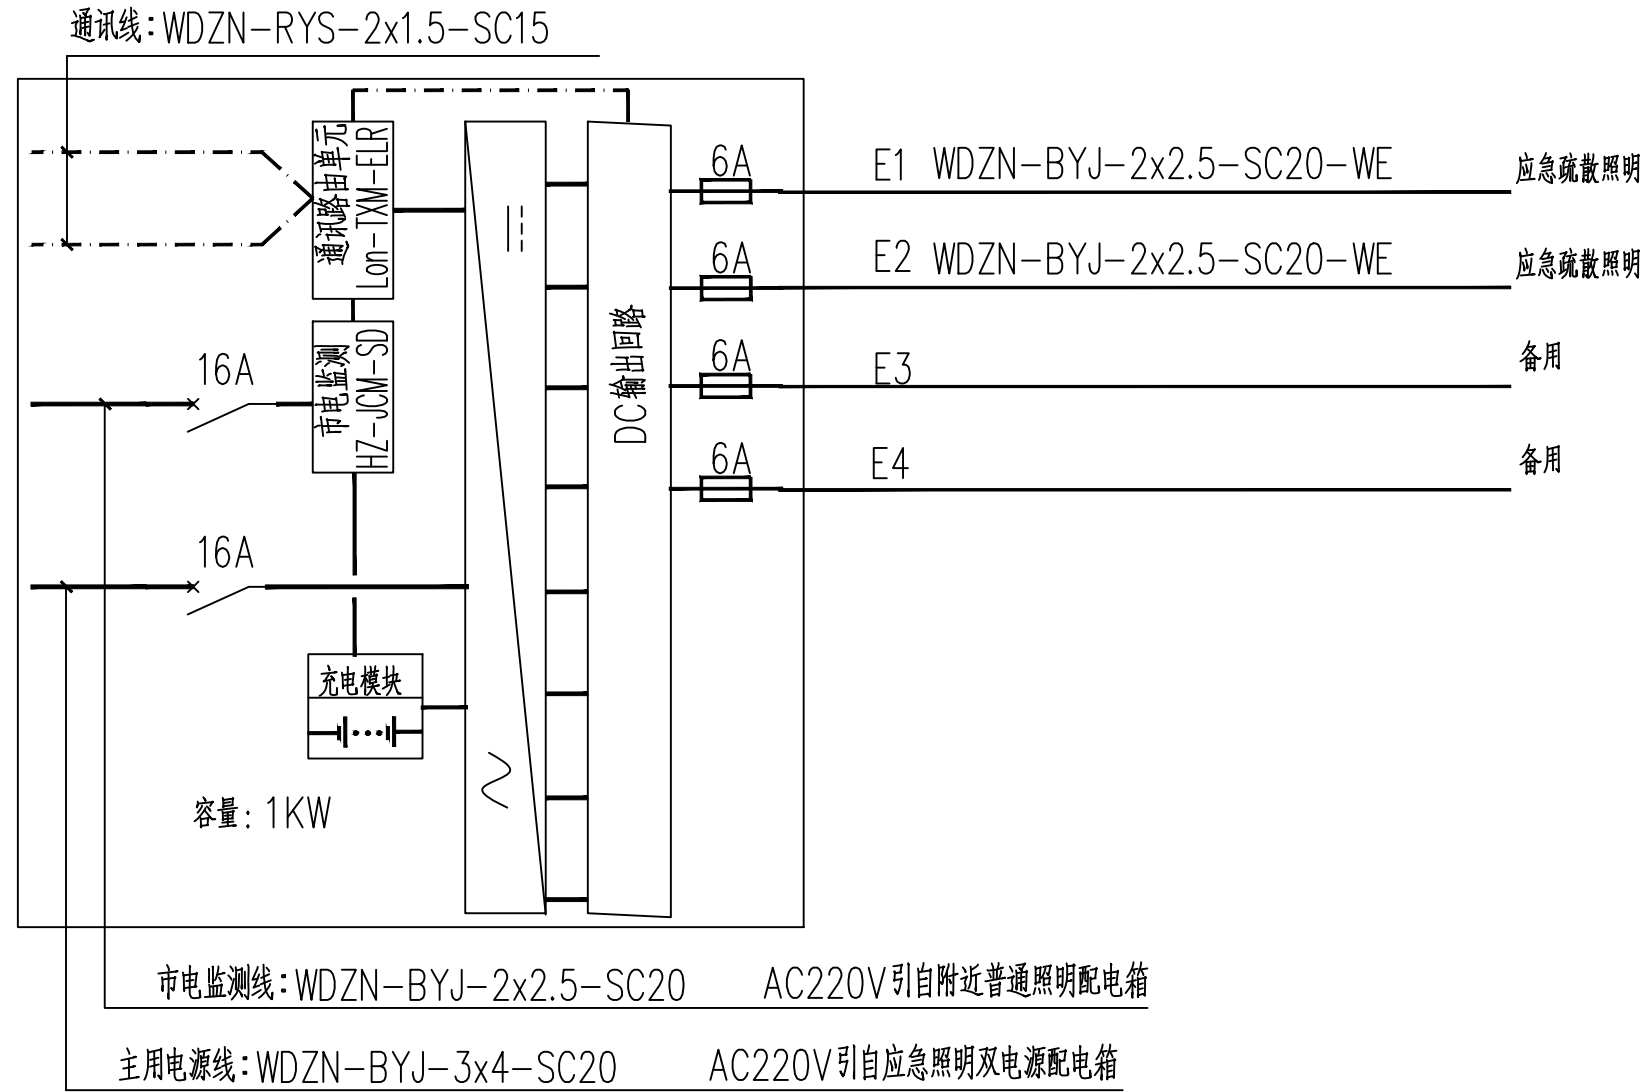 通讯线:WDZN-RYS-2x1.5-SC15
通讯路由单元
Lon-TXM-ELR
6A
E1 WDZN-BYJ-2x2.5-SC20-WE
应急疏散照明
6A
E2 WDZN-BYJ-2x2.5-SC20-WE
应急疏散照明
市电监测
HZ-JCM-SD
DC输出回路
16A
6A
E3
备用
6A
E4
备用
16A
充电模块
容量: 1KW
市电监测线:WDZN-BYJ-2x2.5-SC20 AC220V引自附近普通照明配电箱
主用电源线:WDZN-BYJ-3x4-SC20 AC220V引自应急照明双电源配电箱